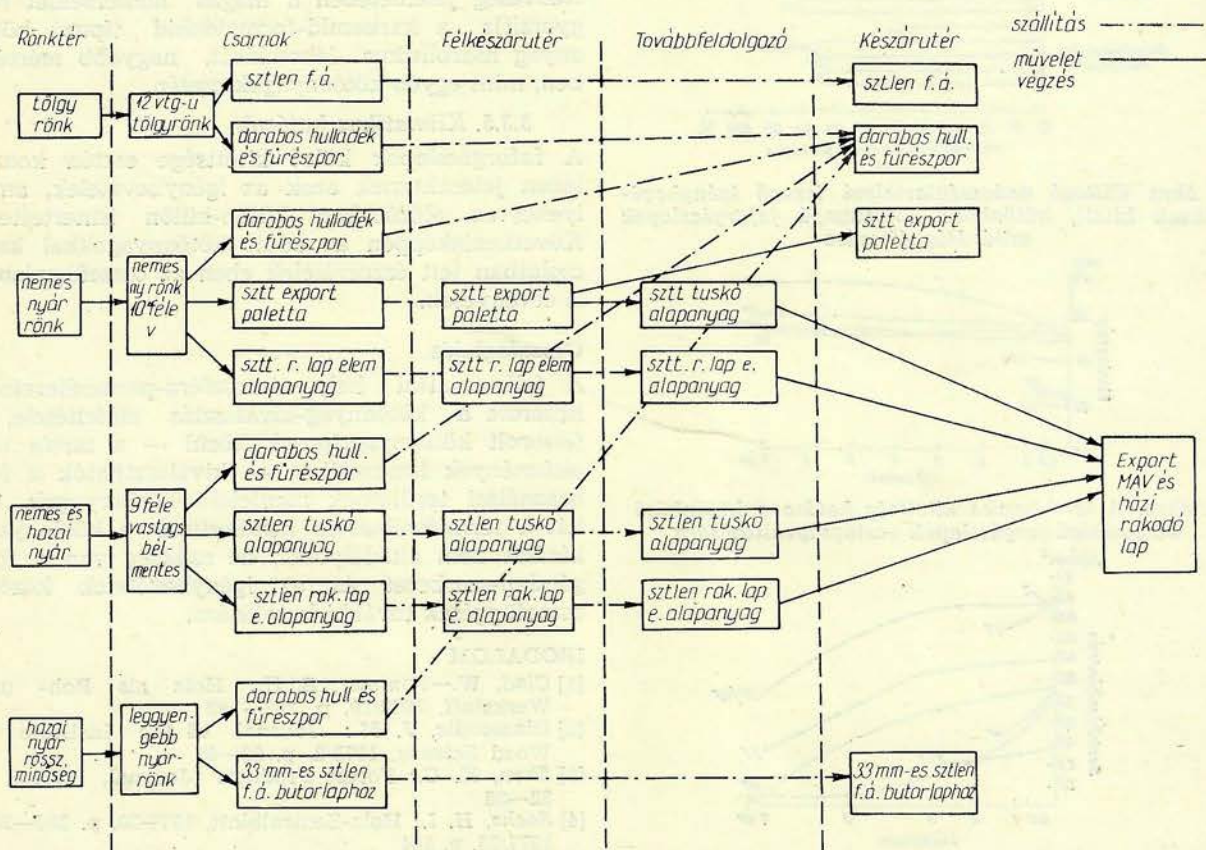 szállítás
művelet
végzés
Rönktér
Csarnok
Félkészárutér
Továbbfeldolgozó
Készárutér
tölgy
rönk
12 vtg-u
tölgyrönk
sztlen f.á.
darabos hulladék
és fűrészpor
sztlen f.á.
darabos hull.
és fűrészpor
nemes
nyár
rönk
nemes
ny rönk
10 féle
v
darabos hulladék
és fűrészpor
sztt export
paletta
sztt r. lap elem
alapanyag
sztt export
paletta
sztt r. lap elem
alapanyag
sztt tuskó
alapanyag
sztt. r. lap e.
alapanyag
sztt export
paletta
nemes és
hazai
nyár
9 féle
vastags.
bél-
mentes
darabos hull.
és fűrészpor
sztlen tuskó
alapanyag
sztlen rak. lap
e. alapanyag
sztlen tuskó
alapanyag
sztlen rak. lap
e. alapanyag
sztlen tuskó
alapanyag
sztlen rak. lap
e. alapanyag
Export
MÁV és
házi
rakodó
lap
hazai
nyár
rossz.
minőség
leggyen-
gébb
nyár-
rönk
darabos hull és
fűrészpor
33 mm-es sztlen
f.á. butorlaphoz
33 mm-es sztlen
f.á. butorlaphoz